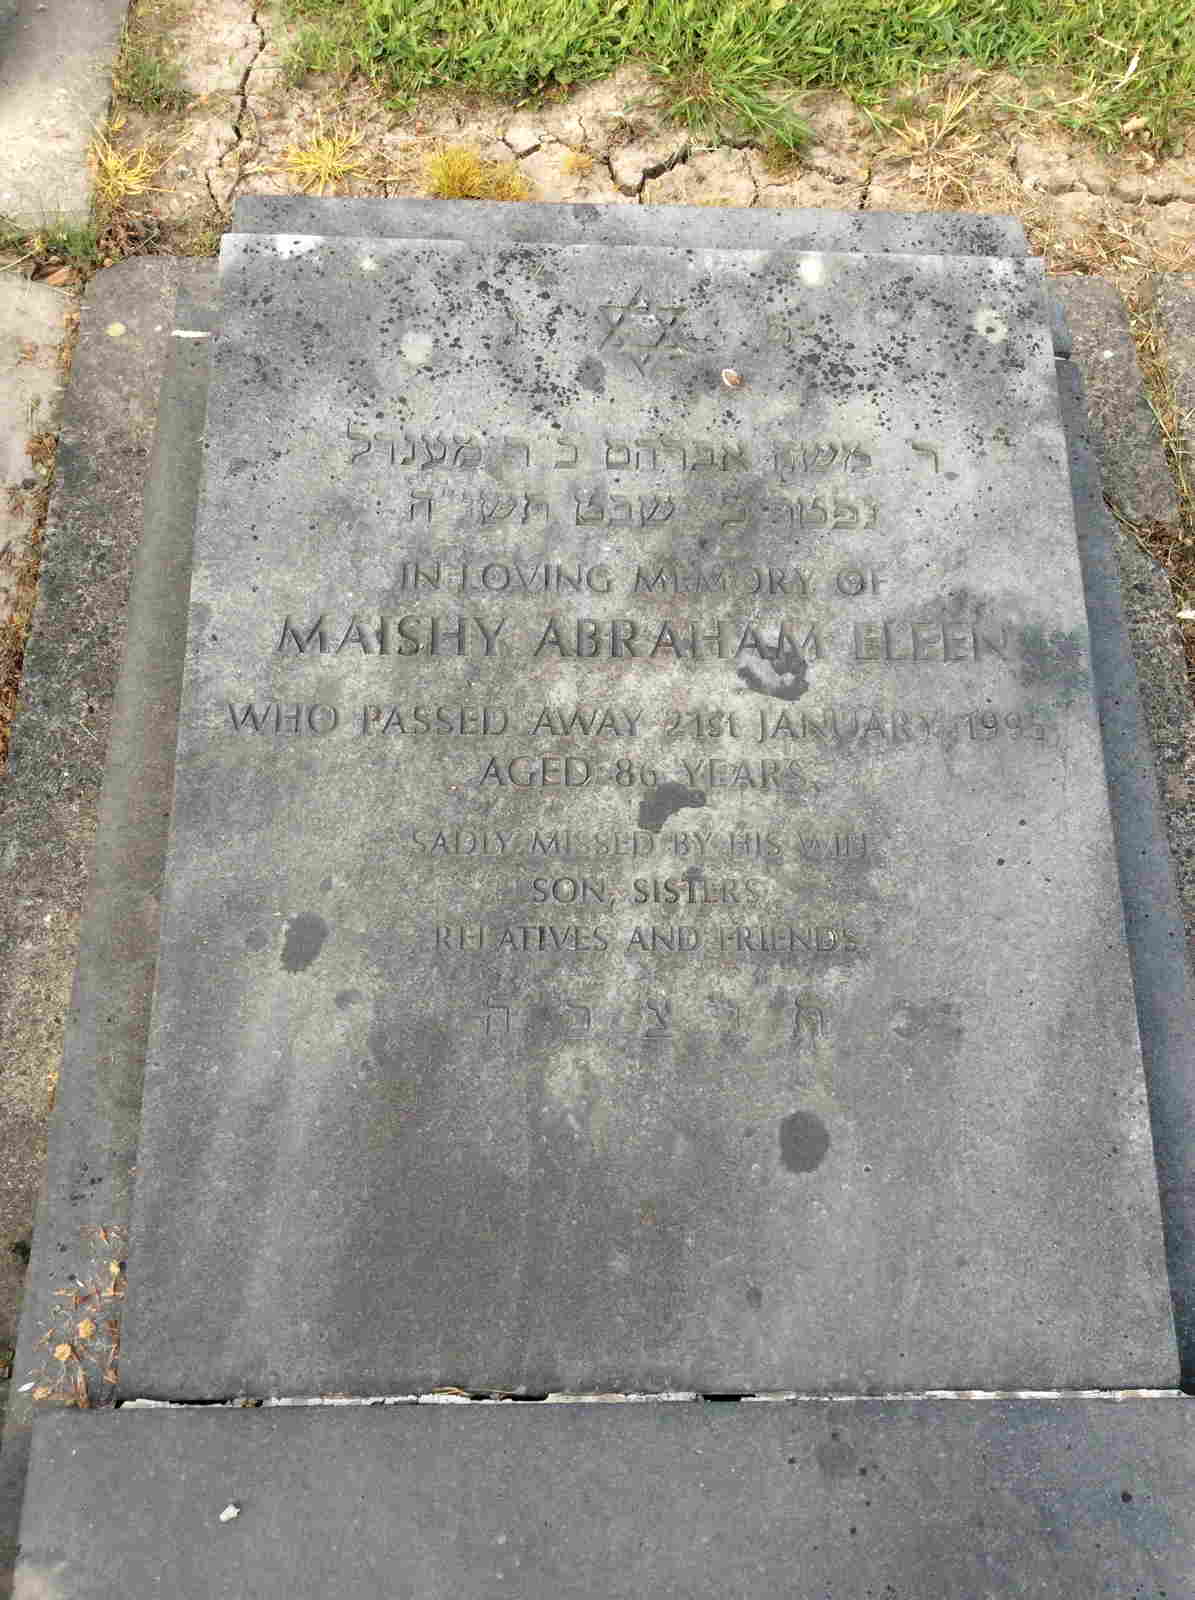 ר משה אברהם ב ר מענדל
נפטר כ' שבט תשנ"ה
IN LOVING MEMORY OF
MAISHY ABRAHAM ELFEN
WHO PASSED AWAY 21st JANUARY 1995
AGED 86 YEARS
SADLY MISSED BY HIS WIFE
SON, SISTERS
RELATIVES AND FRIENDS
ת נ צ ב ה